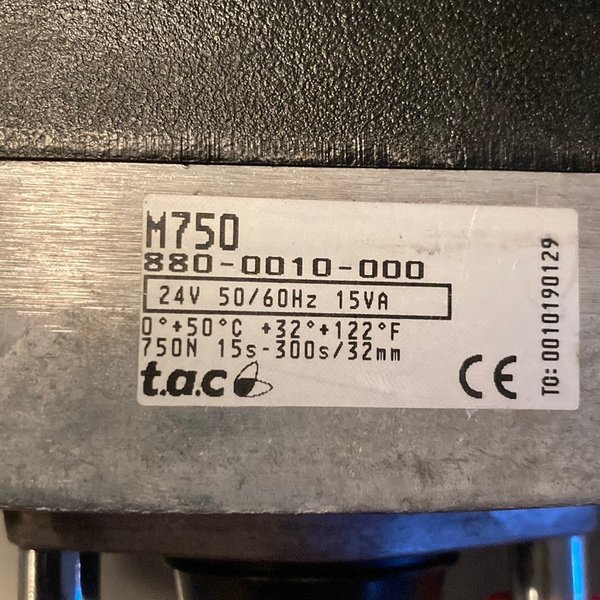 M750
880-0010-000
24V 50/60Hz 15VA
0°+50°C +32°+122°F
750N 15s-300s/32mm
t.a.c
CE
TO: 0010190129